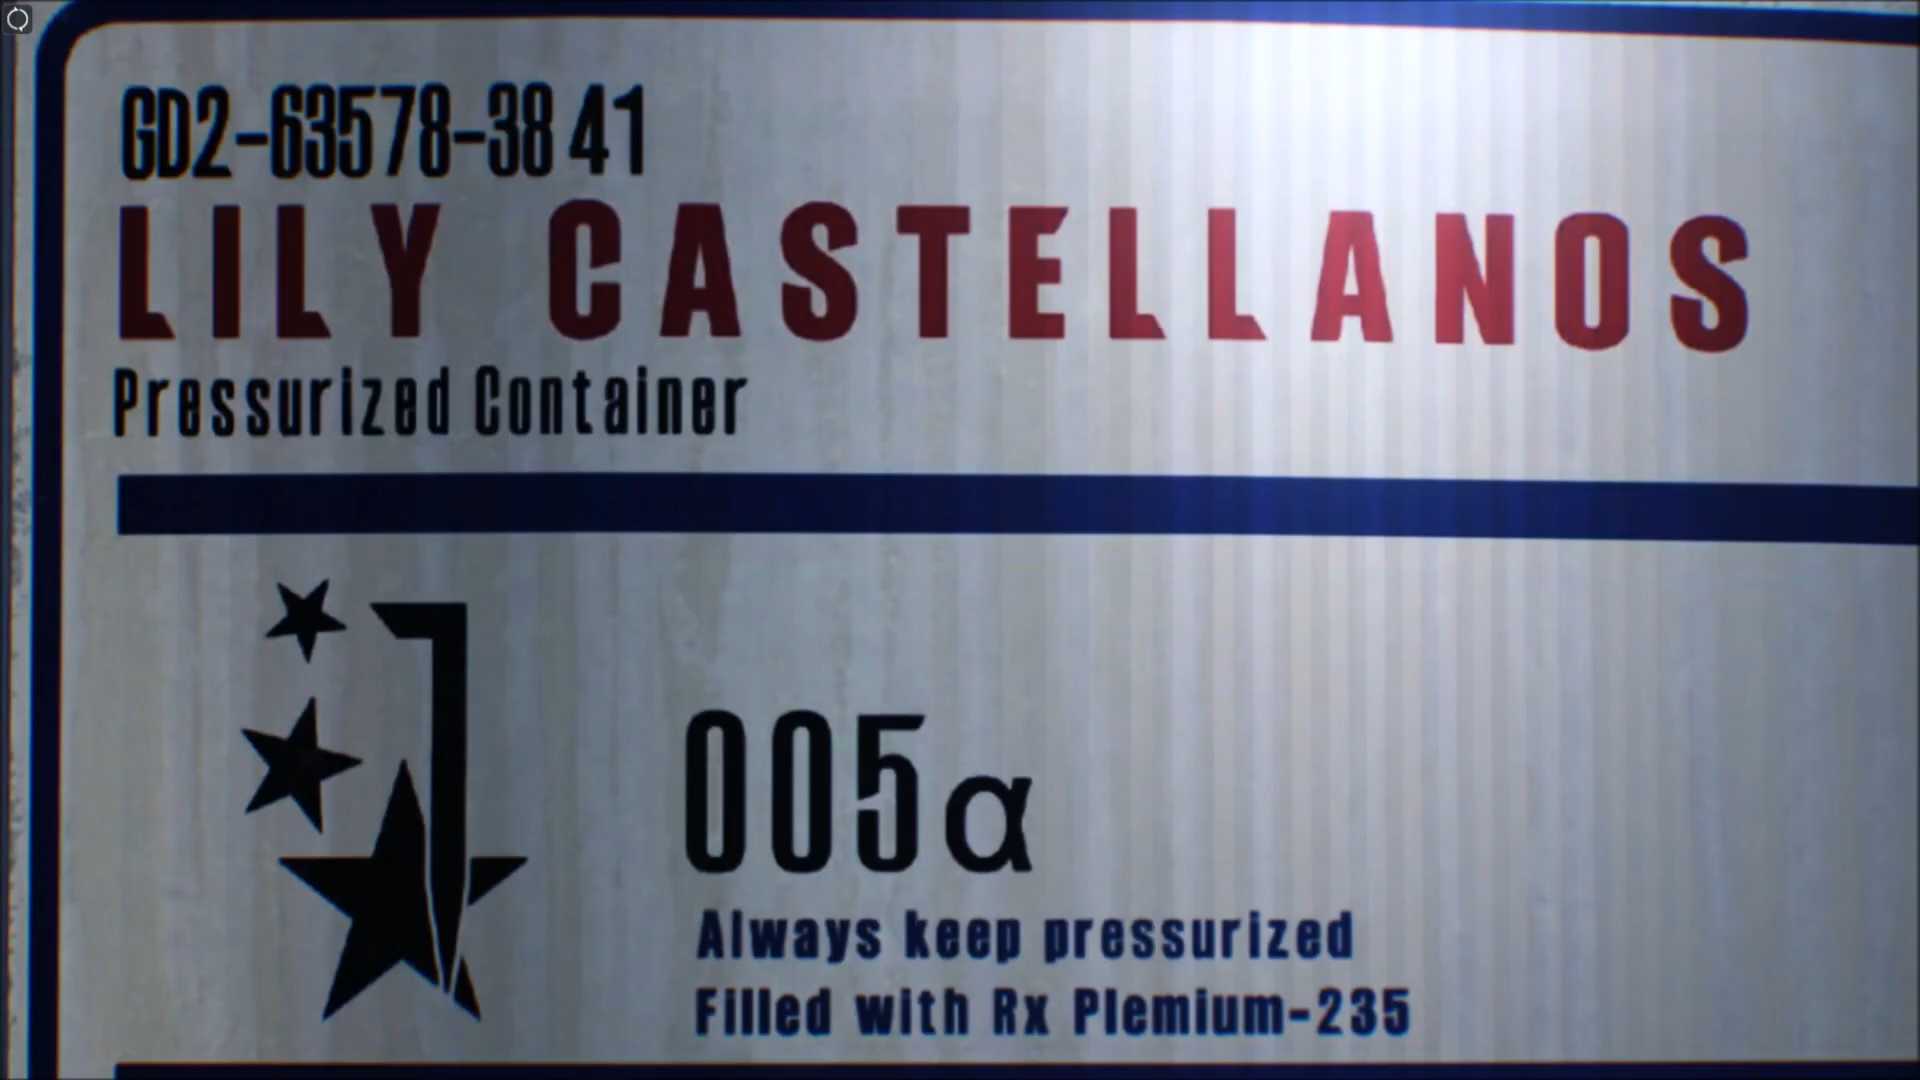 GD2-63578-38 41
LILY CASTELLANOS
Pressurized Container
005α
Always keep pressurized
Filled with Rx Plemium-235